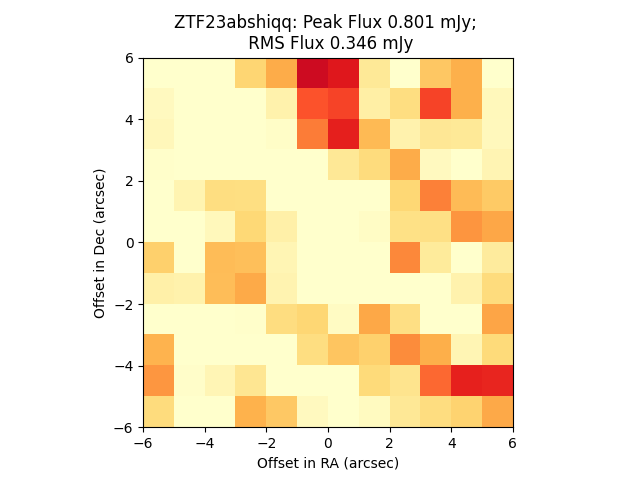 ZTF23abshiqq: Peak Flux 0.801 mJy;
RMS Flux 0.346 mJy
6
4
2
0
−2
−4
−6
Offset in Dec (arcsec)
−6 −4 −2 0 2 4 6
Offset in RA (arcsec)